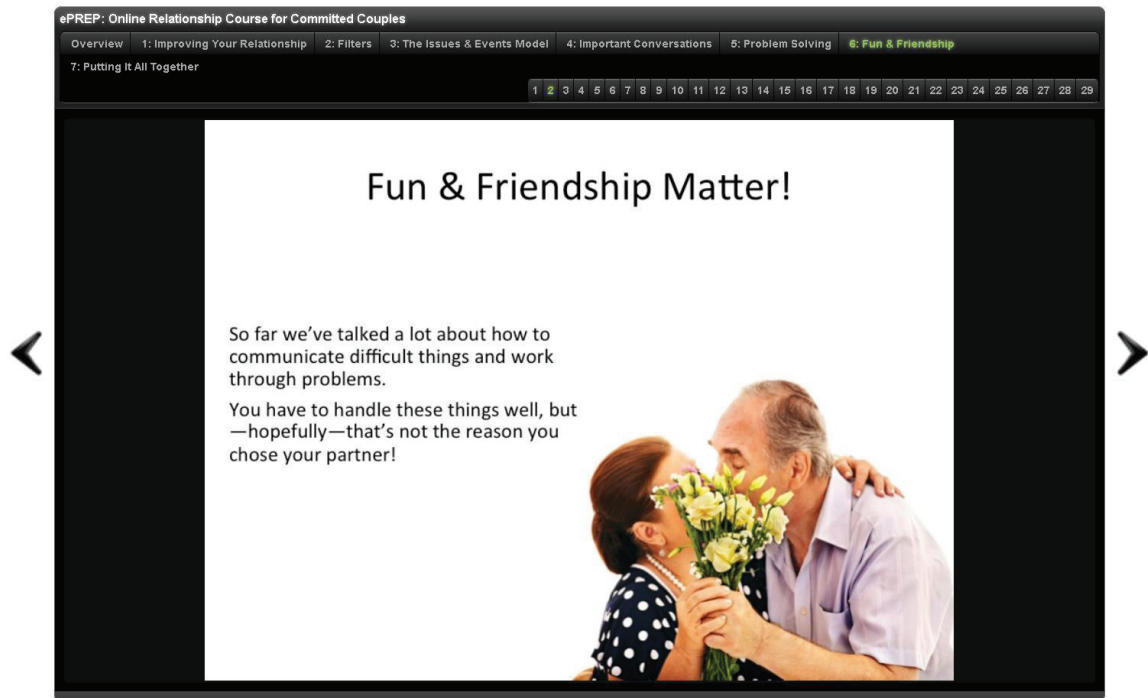 ePREP: Online Relationship Course for Committed Couples
Overview 1: Improving Your Relationship 2: Filters 3: The Issues & Events Model 4: Important Conversations 5: Problem Solving 6: Fun & Friendship
7: Putting It All Together
1 2 3 4 5 6 7 8 9 10 11 12 13 14 15 16 17 18 19 20 21 22 23 24 25 26 27 28 29
Fun & Friendship Matter!
So far we’ve talked a lot about how to
communicate difficult things and work
through problems.
You have to handle these things well, but
—hopefully—that’s not the reason you
chose your partner!